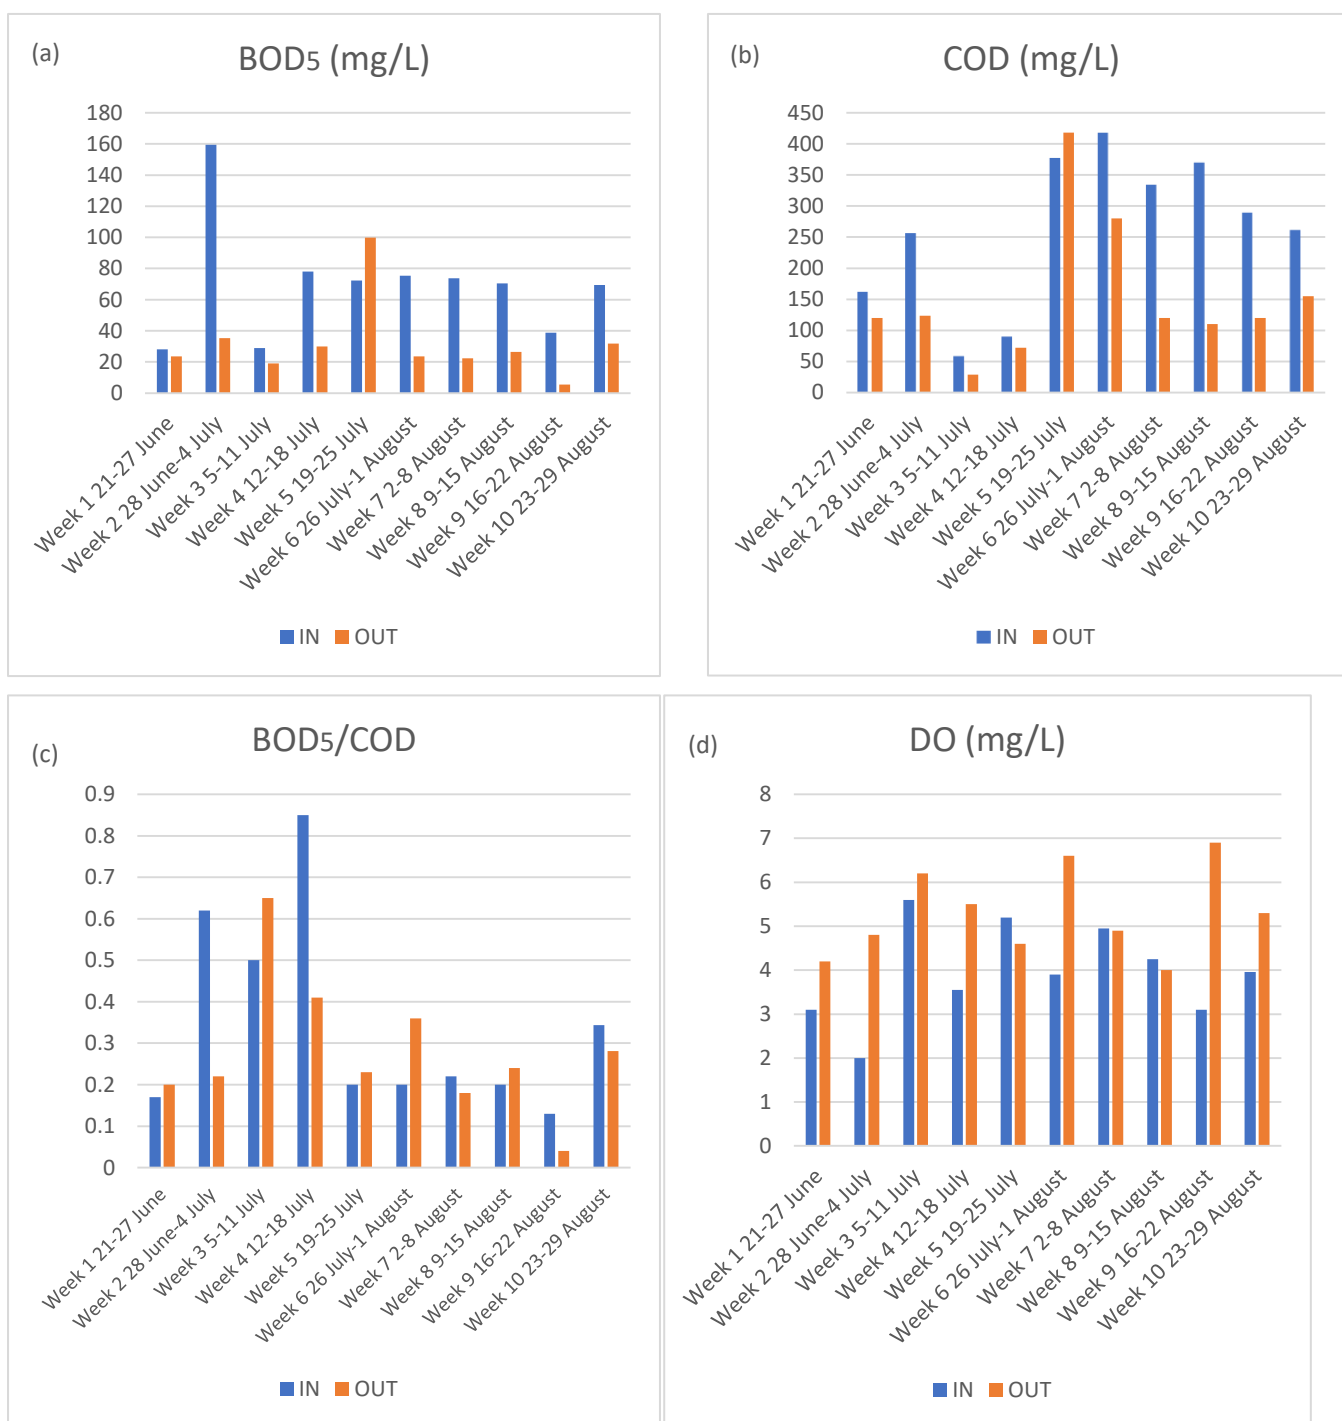 (a)
BOD5 (mg/L)
180
160
140
120
100
80
60
40
20
0
Week 1 21-27 June
Week 2 28 June-4 July
Week 3 5-11 July
Week 4 12-18 July
Week 5 19-25 July
Week 6 26 July-1 August
Week 7 2-8 August
Week 8 9-15 August
Week 9 16-22 August
Week 10 23-29 August
IN OUT
(b)
COD (mg/L)
450
400
350
300
250
200
150
100
50
0
Week 1 21-27 June
Week 2 28 June-4 July
Week 3 5-11 July
Week 4 12-18 July
Week 5 19-25 July
Week 6 26 July-1 August
Week 7 2-8 August
Week 8 9-15 August
Week 9 16-22 August
Week 10 23-29 August
IN OUT
(c)
BOD5/COD
0.9
0.8
0.7
0.6
0.5
0.4
0.3
0.2
0.1
0
Week 1 21-27 June
Week 2 28 June-4 July
Week 3 5-11 July
Week 4 12-18 July
Week 5 19-25 July
Week 6 26 July-1 August
Week 7 2-8 August
Week 8 9-15 August
Week 9 16-22 August
Week 10 23-29 August
IN OUT
(d)
DO (mg/L)
8
7
6
5
4
3
2
1
0
Week 1 21-27 June
Week 2 28 June-4 July
Week 3 5-11 July
Week 4 12-18 July
Week 5 19-25 July
Week 6 26 July-1 August
Week 7 2-8 August
Week 8 9-15 August
Week 9 16-22 August
Week 10 23-29 August
IN OUT